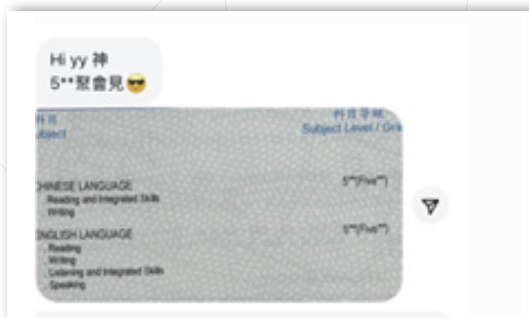 Hi yy 神
5**聚會見😎
科目
ubject
科目等級
Subject Level / Gra
CHINESE LANGUAGE
5**(Five**)
. Reading and Integrated Skills
. Writing
ENGLISH LANGUAGE
5**(Five**)
. Reading
. Writing
. Listening and Integrated Skills
. Speaking